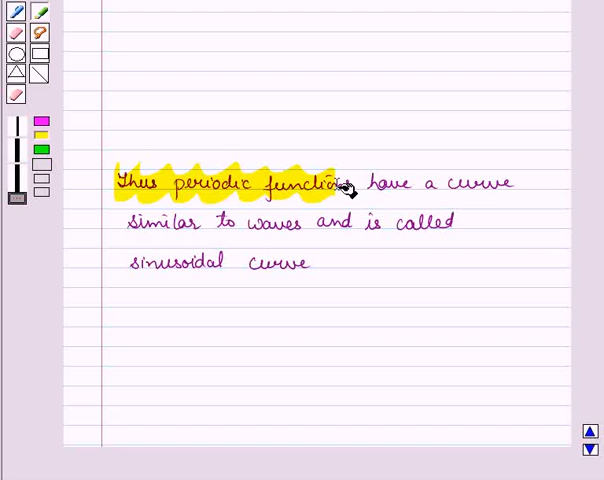 Thus periodic functions have a curve
similar to waves and is called
sinusoidal curve